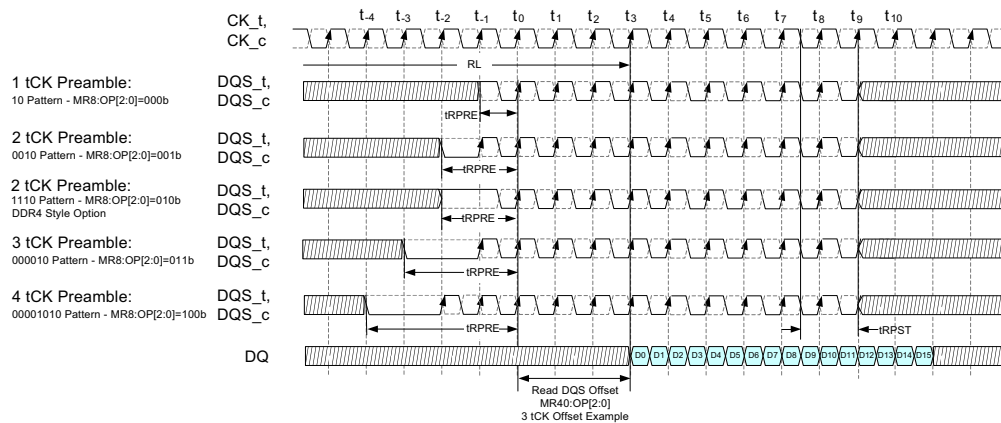 t-4 t-3 t-2 t-1 t0 t1 t2 t3 t4 t5 t6 t7 t8 t9 t10
CK_t,
CK_c
RL
1 tCK Preamble:
10 Pattern - MR8:OP[2:0]=000b
DQS_t,
DQS_c
tRPRE
2 tCK Preamble:
0010 Pattern - MR8:OP[2:0]=001b
DQS_t,
DQS_c
tRPRE
2 tCK Preamble:
1110 Pattern - MR8:OP[2:0]=010b
DDR4 Style Option
DQS_t,
DQS_c
tRPRE
3 tCK Preamble:
000010 Pattern - MR8:OP[2:0]=011b
DQS_t,
DQS_c
tRPRE
4 tCK Preamble:
00001010 Pattern - MR8:OP[2:0]=100b
DQS_t,
DQS_c
tRPRE
tRPST
DQ
D0 D1 D2 D3 D4 D5 D6 D7 D8 D9 D10 D11 D12 D13 D14 D15
Read DQS Offset
MR40:OP[2:0]
3 tCK Offset Example